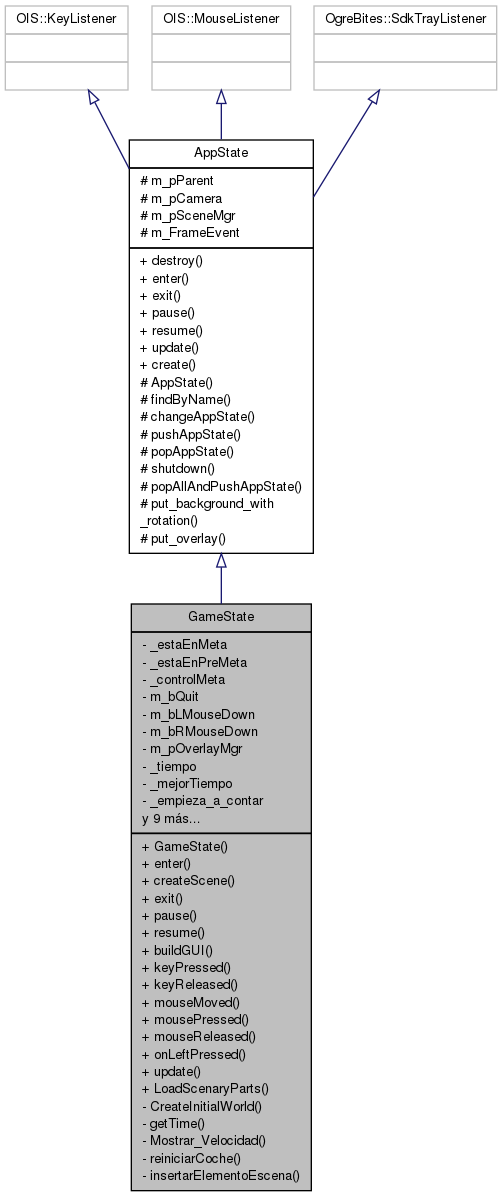 OIS::KeyListener
OIS::MouseListener
OgreBites::SdkTrayListener
AppState
# m_pParent
# m_pCamera
# m_pSceneMgr
# m_FrameEvent
+ destroy()
+ enter()
+ exit()
+ pause()
+ resume()
+ update()
+ create()
# AppState()
# findByName()
# changeAppState()
# pushAppState()
# popAppState()
# shutdown()
# popAllAndPushAppState()
# put_background_with
_rotation()
# put_overlay()
GameState
- _estaEnMeta
- _estaEnPreMeta
- _controlMeta
- m_bQuit
- m_bLMouseDown
- m_bRMouseDown
- m_pOverlayMgr
- _tiempo
- _mejorTiempo
- _empieza_a_contar
y 9 más...
+ GameState()
+ enter()
+ createScene()
+ exit()
+ pause()
+ resume()
+ buildGUI()
+ keyPressed()
+ keyReleased()
+ mouseMoved()
+ mousePressed()
+ mouseReleased()
+ onLeftPressed()
+ update()
+ LoadScenaryParts()
- CreateInitialWorld()
- getTime()
- Mostrar_Velocidad()
- reiniciarCoche()
- insertarElementoEscena()